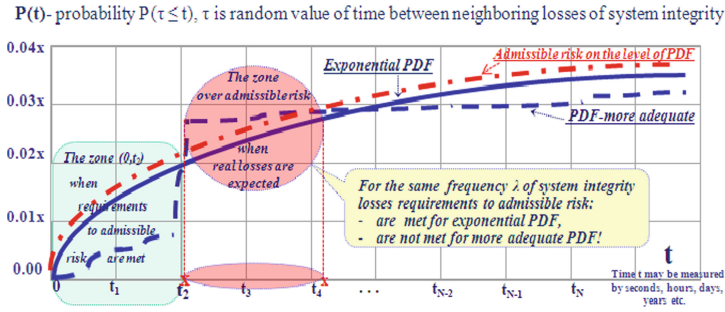 P(t)- probability P(τ≤t), τ is random value of time between neighboring losses of system integrity
0.04x
0.03x
0.02x
0.01x
0.00
Exponential PDF
Admissible risk on the level of PDF
PDF-more adequate
The zone
over admissible risk
when
real losses are
expected
The zone (0,t₂)
when
requirements
to admissible
risk are met
For the same frequency λ of system integrity
losses requirements to admissible risk:
- are met for exponential PDF,
- are not met for more adequate PDF!
0 t₁ t₂ t₃ t₄ . . . tN-2 tN-1 tN
x x
t
Time t may be measured
by seconds, hours, days,
years etc.